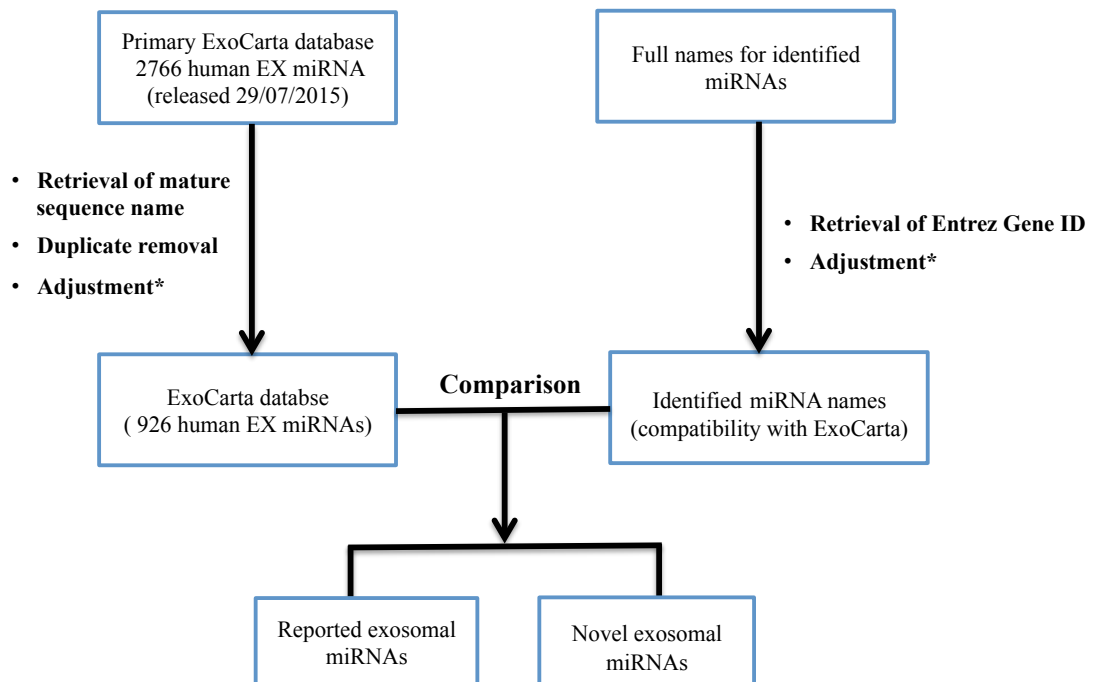 Primary ExoCarta database
2766 human EX miRNA
(released 29/07/2015)
Full names for identified
miRNAs
• Retrieval of mature
sequence name
• Duplicate removal
• Adjustment*
• Retrieval of Entrez Gene ID
• Adjustment*
ExoCarta databse
( 926 human EX miRNAs)
Comparison
Identified miRNA names
(compatibility with ExoCarta)
Reported exosomal
miRNAs
Novel exosomal
miRNAs